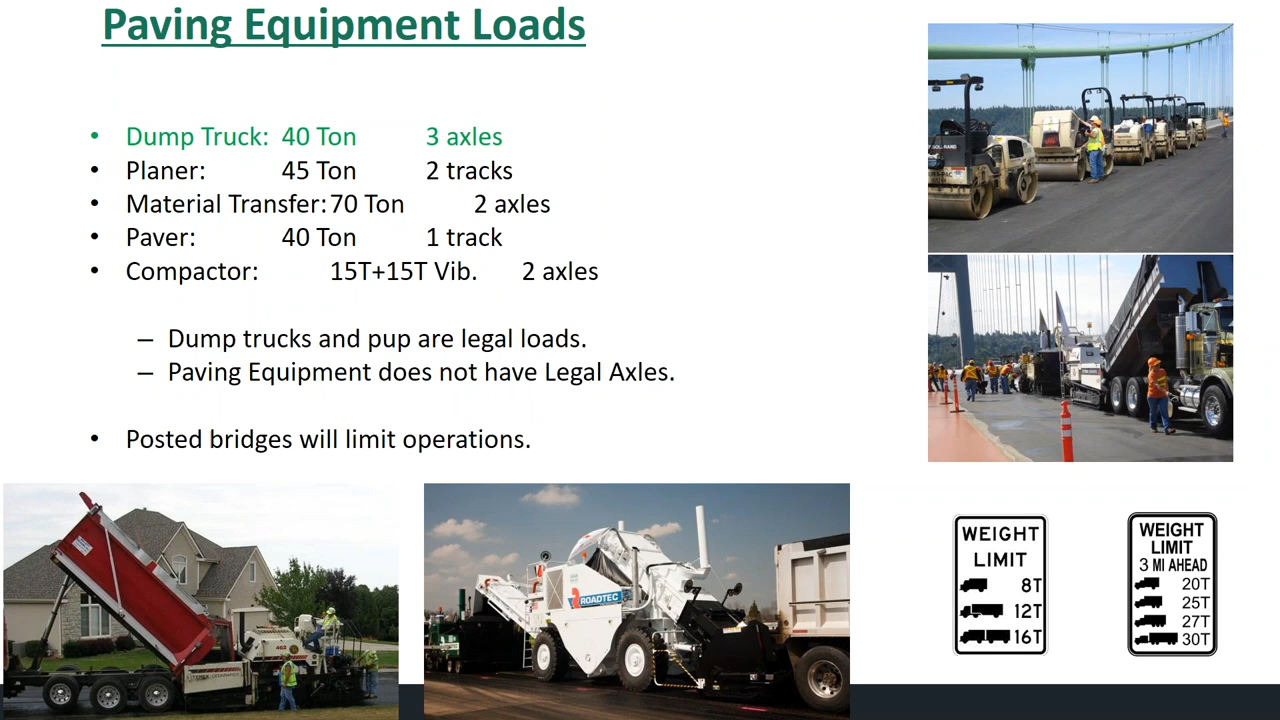 Paving Equipment Loads
• Dump Truck: 40 Ton 3 axles
• Planer: 45 Ton 2 tracks
• Material Transfer: 70 Ton 2 axles
• Paver: 40 Ton 1 track
• Compactor: 15T+15T Vib. 2 axles
– Dump trucks and pup are legal loads.
– Paving Equipment does not have Legal Axles.
• Posted bridges will limit operations.
ROADTEC
WEIGHT
LIMIT
8T
12T
16T
WEIGHT
LIMIT
3 MI AHEAD
20T
25T
27T
30T